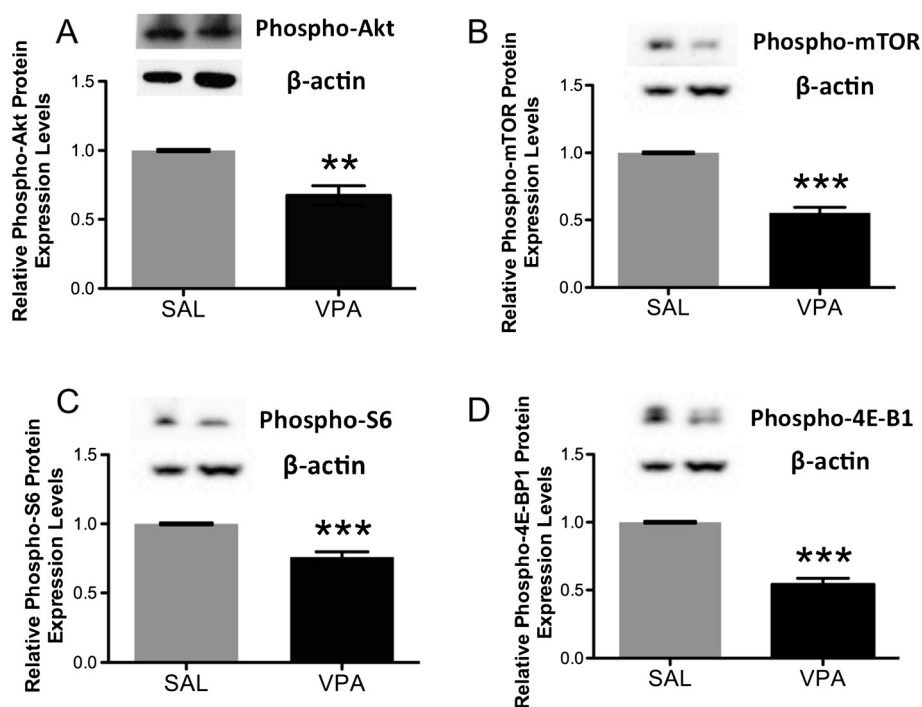 A
Phospho-Akt
β-actin
Relative Phospho-Akt Protein
Expression Levels
1.5
1.0
0.5
0.0
**
SAL
VPA
B
Phospho-mTOR
β-actin
Relative Phospho-mTOR Protein
Expression Levels
1.5
1.0
0.5
0.0
***
SAL
VPA
C
Phospho-S6
β-actin
Relative Phospho-S6 Protein
Expression Levels
1.5
1.0
0.5
0.0
***
SAL
VPA
D
Phospho-4E-B1
β-actin
Relative Phospho-4E-BP1 Protein
Expression Levels
1.5
1.0
0.5
0.0
***
SAL
VPA